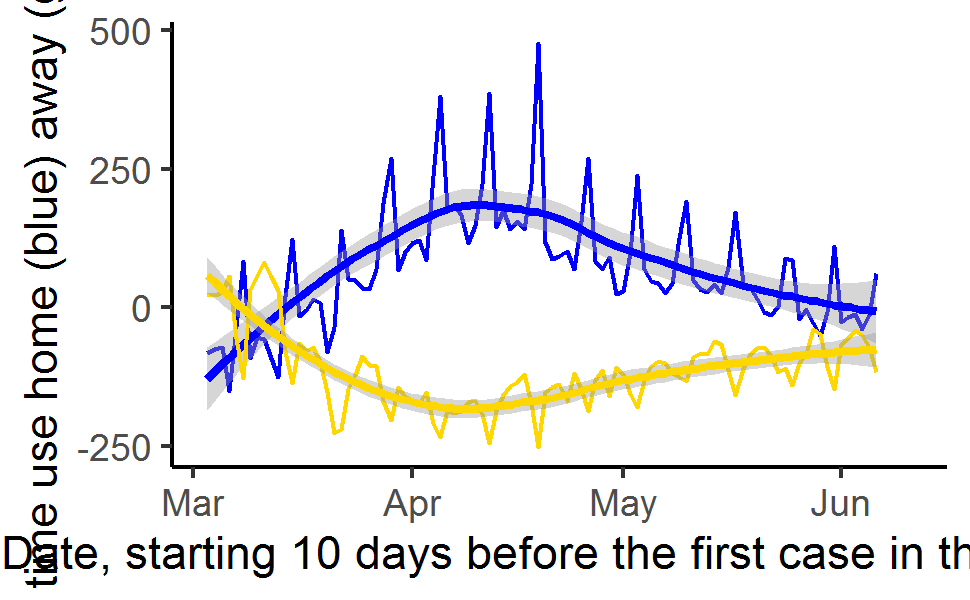 time use home (blue) away (
500
250
0
-250
Mar Apr May Jun
Date, starting 10 days before the first case in th